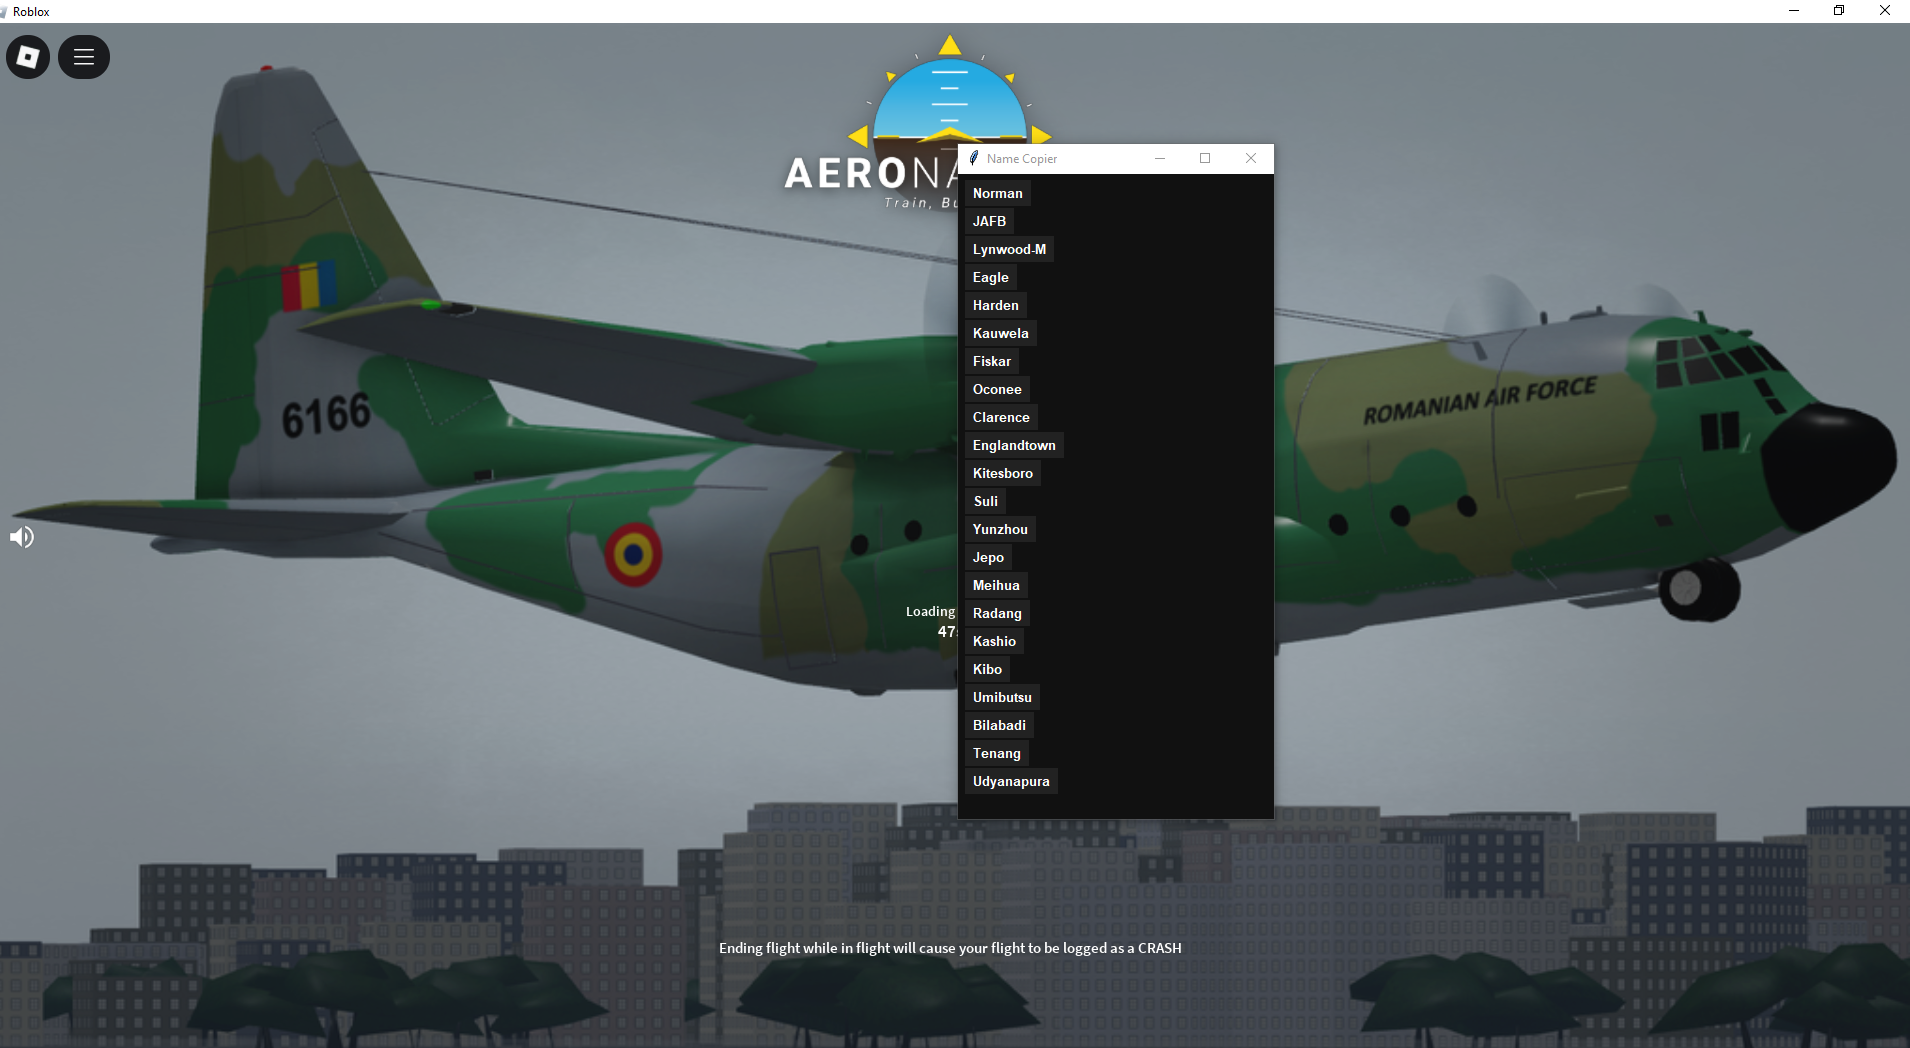 Roblox
AERONA
Train, Bu
Name Copier
Norman
JAFB
Lynwood-M
Eagle
Harden
Kauwela
Fiskar
Oconee
Clarence
Englandtown
Kitesboro
Suli
Yunzhou
Jepo
Meihua
Radang
Kashio
Kibo
Umibutsu
Bilabadi
Tenang
Udyanapura
6166
ROMANIAN AIR FORCE
Loading
47
Ending flight while in flight will cause your flight to be logged as a CRASH